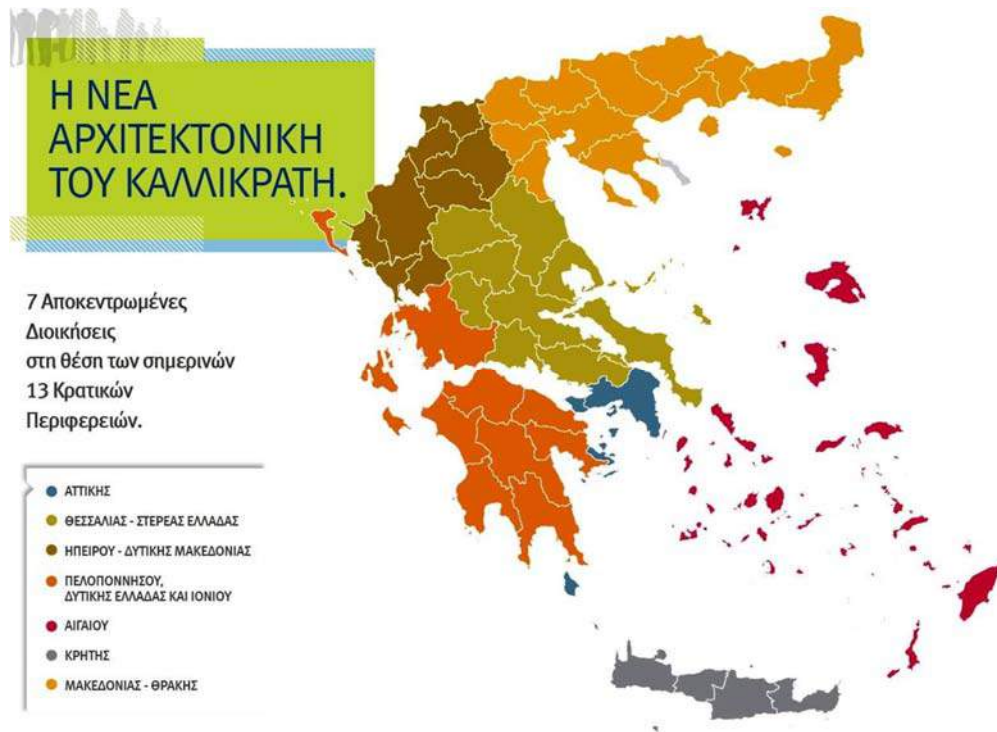 Η ΝΕΑ
ΑΡΧΙΤΕΚΤΟΝΙΚΗ
ΤΟΥ ΚΑΛΛΙΚΡΑΤΗ.
7 Αποκεντρωμένες
Διοικήσεις
στη θέση των σημερινών
13 Κρατικών
Περιφερειών.
ΑΤΤΙΚΗΣ
ΘΕΣΣΑΛΙΑΣ - ΣΤΕΡΕΑΣ ΕΛΛΑΔΑΣ
ΗΠΕΙΡΟΥ - ΔΥΤΙΚΗΣ ΜΑΚΕΔΟΝΙΑΣ
ΠΕΛΟΠΟΝΝΗΣΟΥ,
ΔΥΤΙΚΗΣ ΕΛΛΑΔΑΣ ΚΑΙ ΙΟΝΙΟΥ
ΑΙΓΑΙΟΥ
ΚΡΗΤΗΣ
ΜΑΚΕΔΟΝΙΑΣ - ΘΡΑΚΗΣ